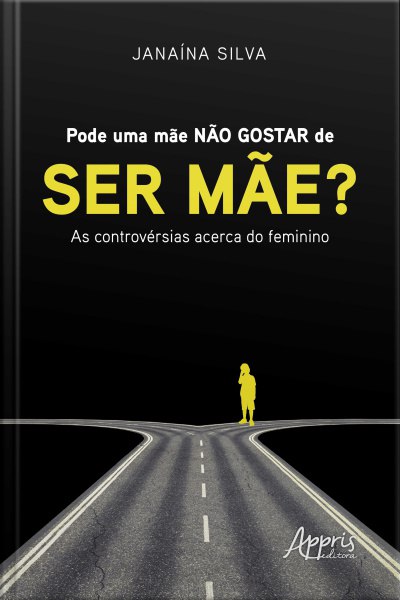 JANAÍNA SILVA
Pode uma mãe NÃO GOSTAR de
SER MÃE?
As controvérsias acerca do feminino
Appris
editora